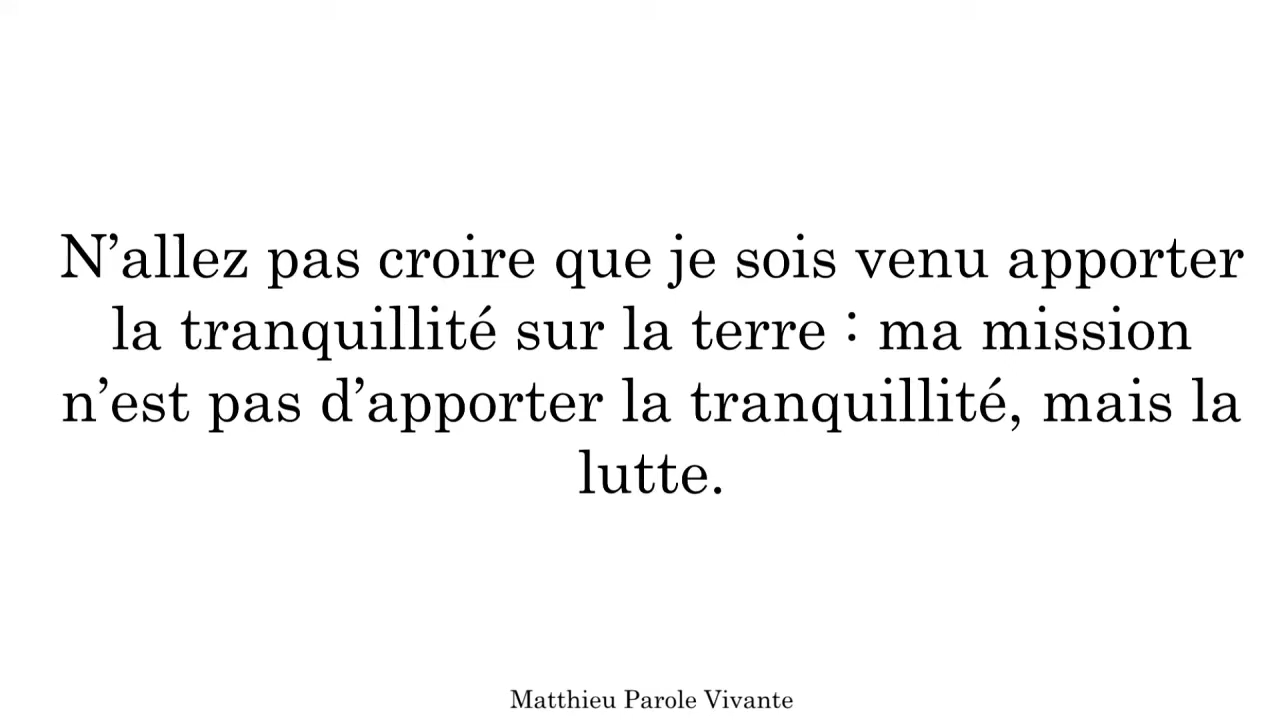 N’allez pas croire que je sois venu apporter
la tranquillité sur la terre : ma mission
n’est pas d’apporter la tranquillité, mais la
lutte.
Matthieu Parole Vivante